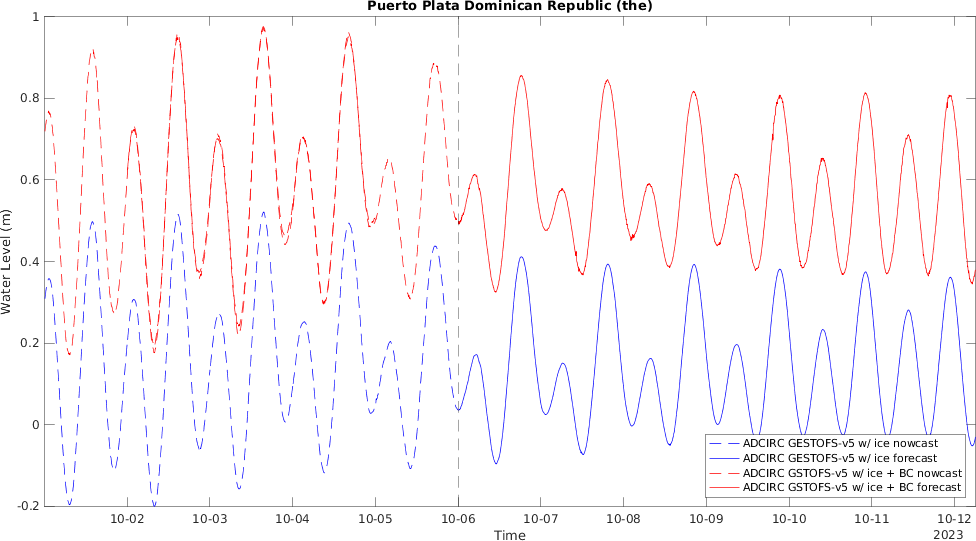 Puerto Plata Dominican Republic (the)
1
0.8
0.6
0.4
0.2
0
-0.2
Water Level (m)
ADCIRC GESTOFS-v5 w/ ice nowcast
ADCIRC GESTOFS-v5 w/ ice forecast
ADCIRC GSTOFS-v5 w/ ice + BC nowcast
ADCIRC GSTOFS-v5 w/ ice + BC forecast
10-02 10-03 10-04 10-05 10-06 10-07 10-08 10-09 10-10 10-11 10-12
Time
2023